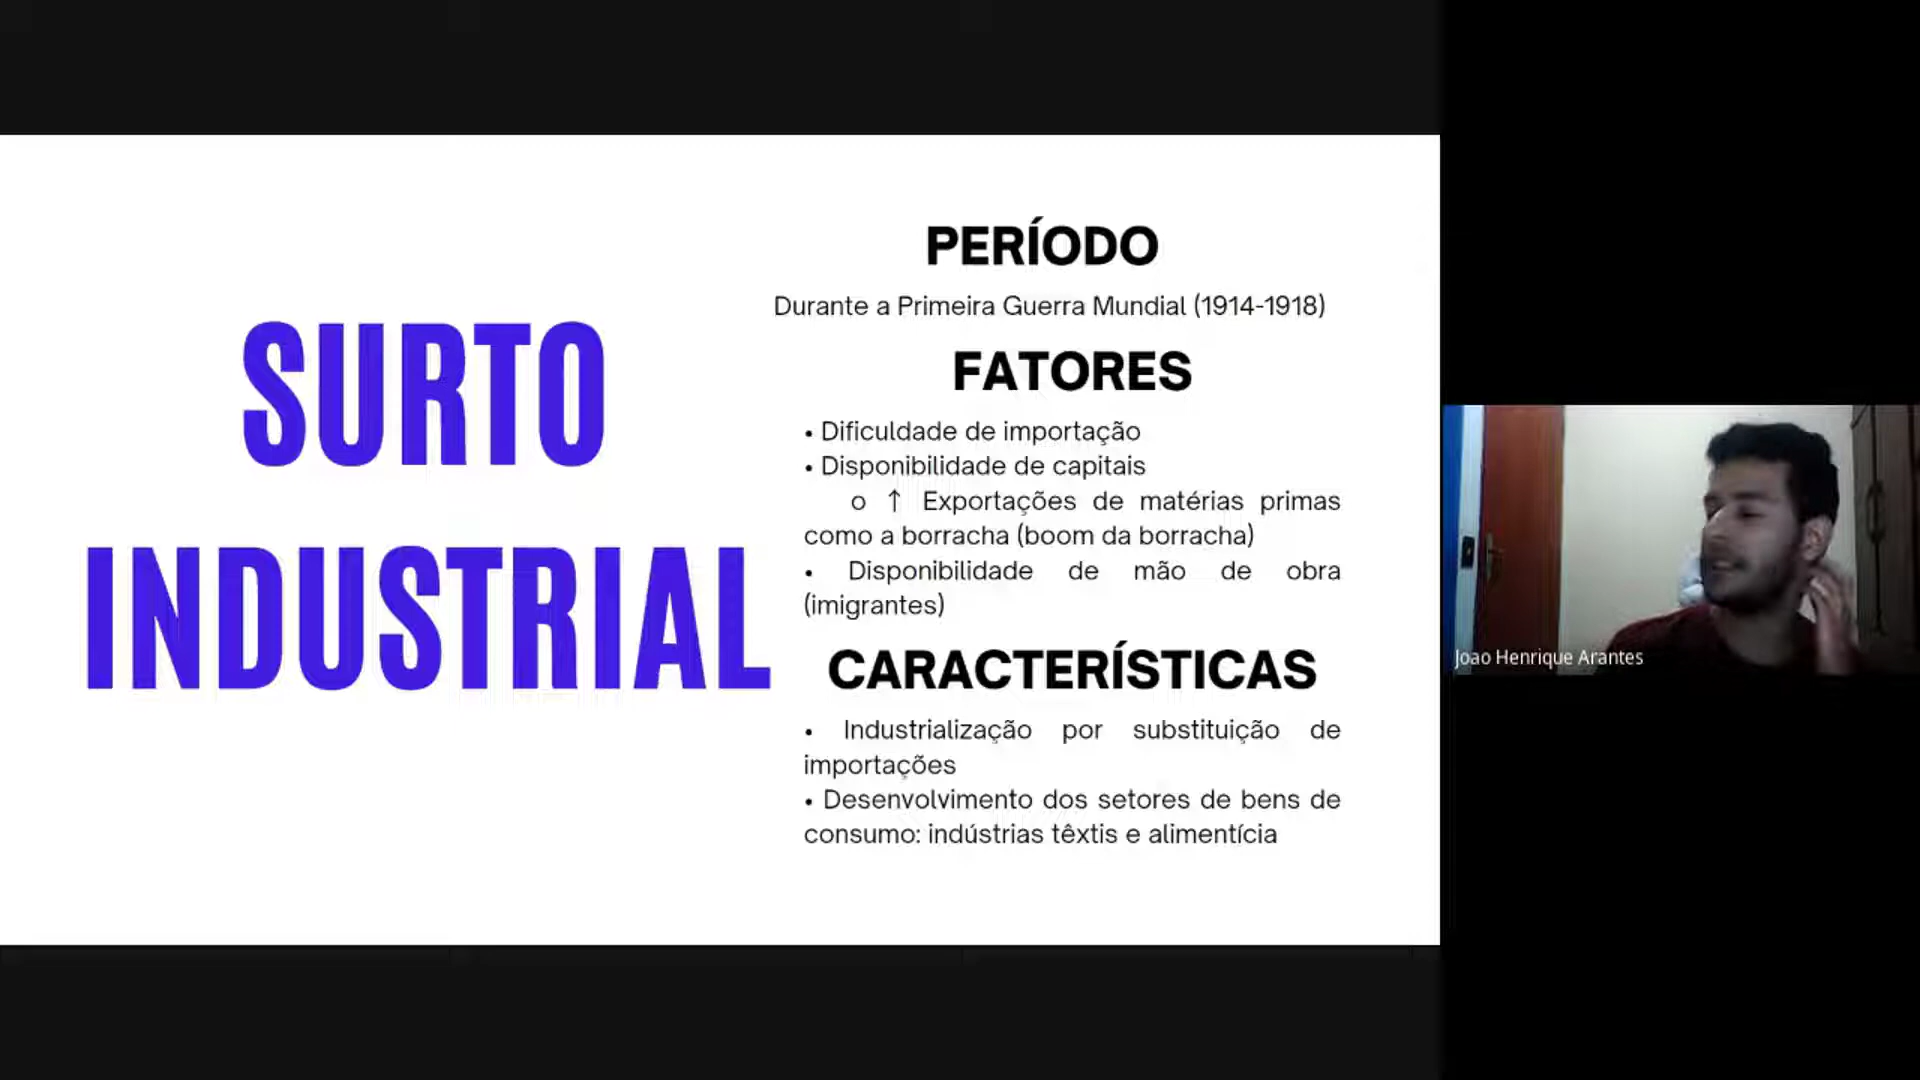 SURTO
INDUSTRIAL
PERÍODO
Durante a Primeira Guerra Mundial (1914-1918)
FATORES
• Dificuldade de importação
• Disponibilidade de capitais
o ↑ Exportações de matérias primas
como a borracha (boom da borracha)
• Disponibilidade de mão de obra
(imigrantes)
CARACTERÍSTICAS
• Industrialização por substituição de
importações
• Desenvolvimento dos setores de bens de
consumo: indústrias têxtis e alimentícia
Joao Henrique Arantes